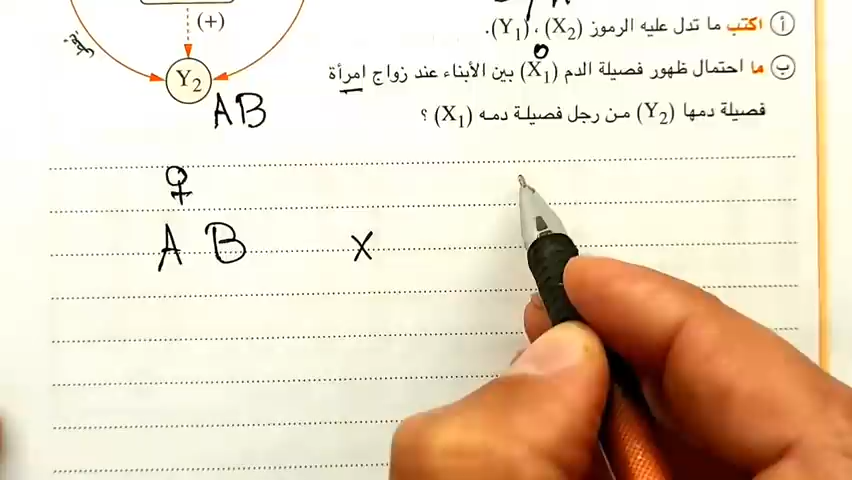 (+)
يعطى
Y₂
AB
أ اكتب ما تدل عليه الرموز (X₂)، (Y₁).
O
ب ما احتمال ظهور فصيلة الدم (X₁) بين الأبناء عند زواج امرأة
فصيلة دمها (Y₂) من رجل فصيلة دمه (X₁) ؟
♀
A B X